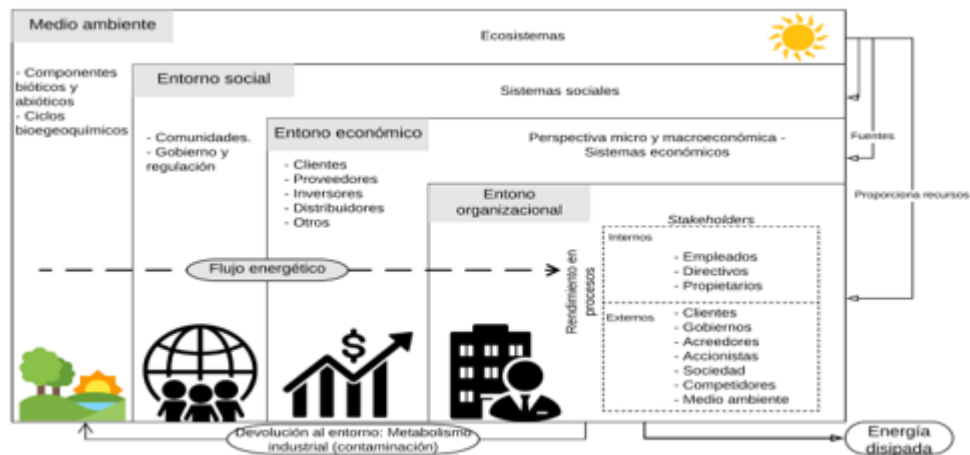 Medio ambiente
Ecosistemas
- Componentes
bióticos y
abióticos
- Ciclos
bioegeoquímicos
Entorno social
Sistemas sociales
- Comunidades.
- Gobierno y
regulación
Entono económico
Perspectiva micro y macroeconómica -
Sistemas económicos
- Clientes
- Proveedores
- Inversores
- Distribuidores
- Otros
Entono
organizacional
Stakeholders
Internos
- Empleados
- Directivos
- Propietarios
Externos
- Clientes
- Gobiernos
- Acreedores
- Accionistas
- Sociedad
- Competidores
- Medio ambiente
Rendimiento en
procesos
Flujo energético
$
Fuentes
Proporciona recursos
Devolución al entorno: Metabolismo
industrial (contaminación)
Energía
disipada